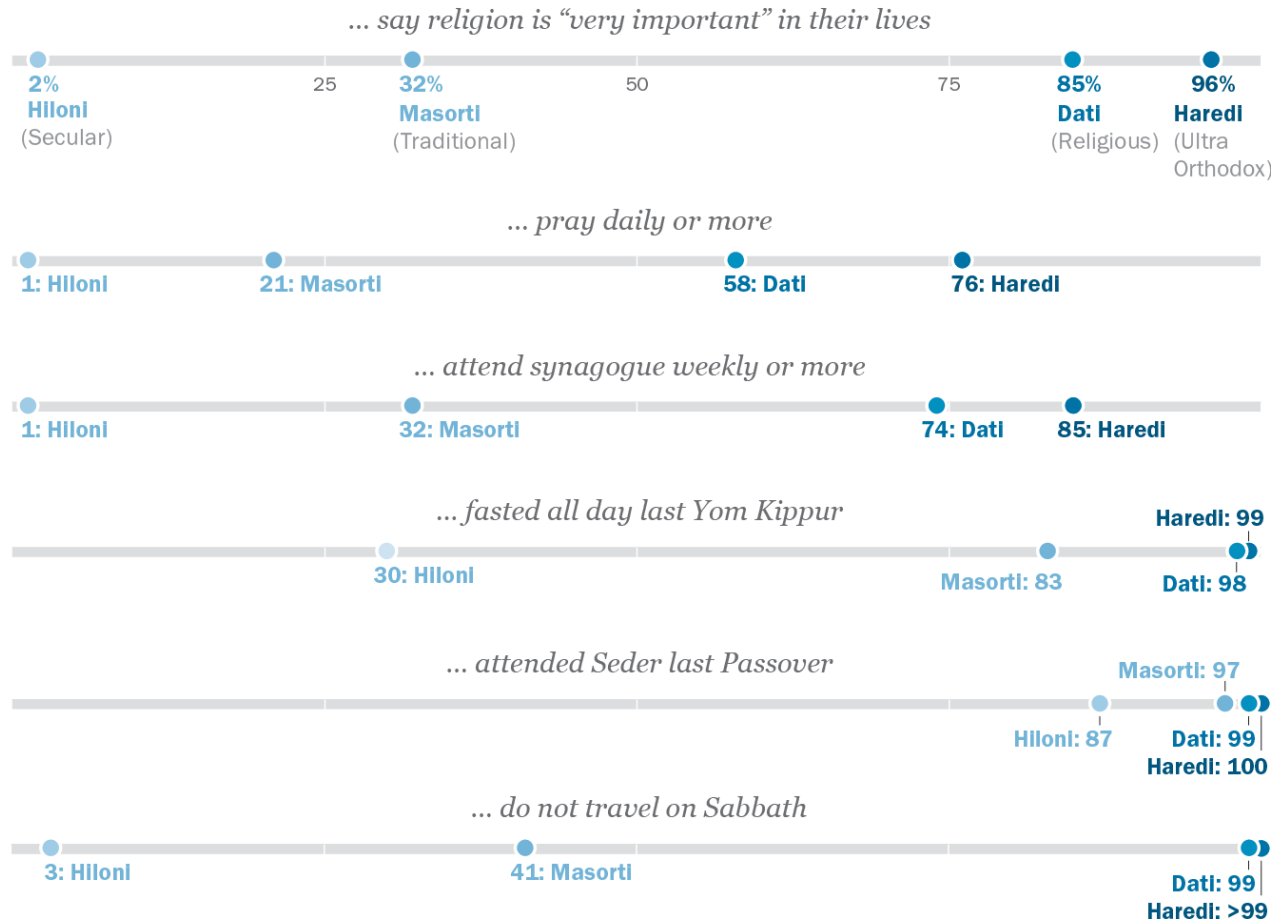 ... say religion is “very important” in their lives
2% 25 32% 50 75 85% 96%
Hiloni Masorti Dati Haredi
(Secular) (Traditional) (Religious) (Ultra
Orthodox)
... pray daily or more
1: Hiloni 21: Masorti 58: Dati 76: Haredi
... attend synagogue weekly or more
1: Hiloni 32: Masorti 74: Dati 85: Haredi
... fasted all day last Yom Kippur
Haredi: 99
30: Hiloni Masorti: 83 Dati: 98
... attended Seder last Passover
Masorti: 97
Hiloni: 87 Dati: 99
Haredi: 100
... do not travel on Sabbath
3: Hiloni 41: Masorti Dati: 99
Haredi: >99